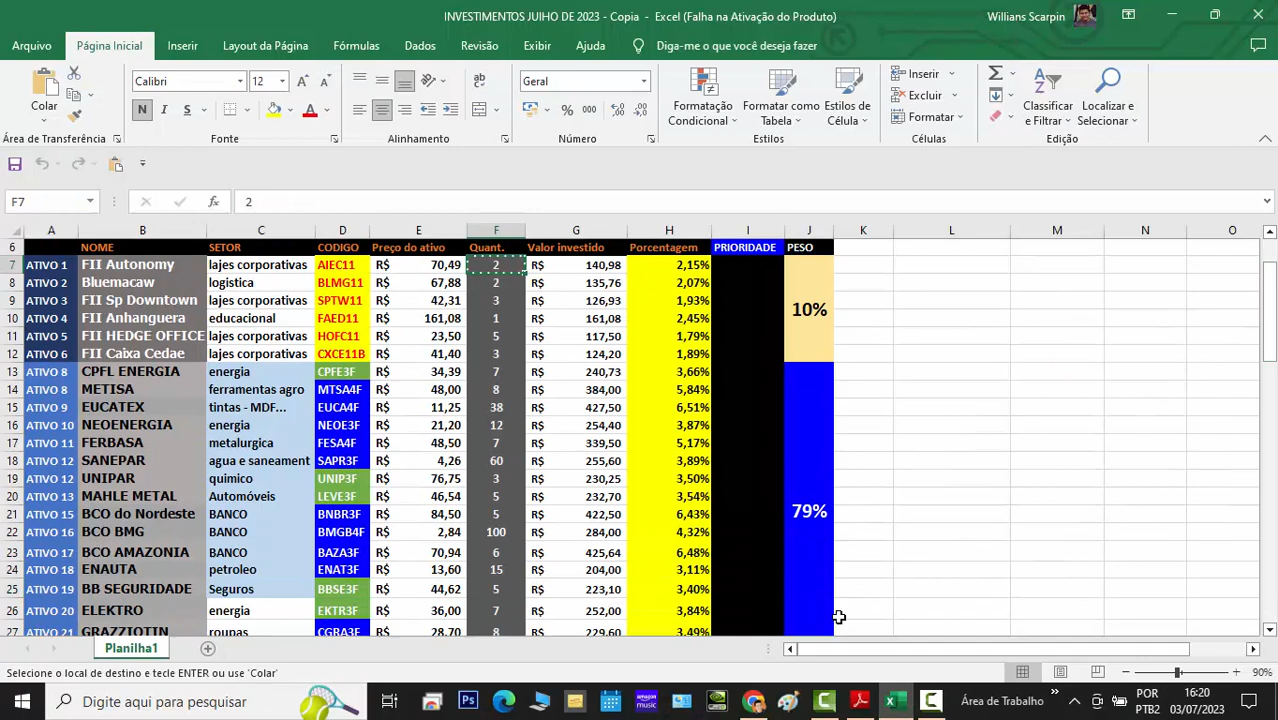 INVESTIMENTOS JUlHO DE 2023 - Copia - Excel (Falha na Ativação do Produto)
Willians Scarpin
Arquivo Página Inicial Inserir Layout da Página Fórmulas Dados Revisão Exibir Ajuda Diga-me o que você deseja fazer
Colar
Calibri 12
N I S
ab c
Geral
% 000
Formatação Condicional
Formatar como Tabela
Estilos de Célula
Inserir
Excluir
Formatar
Classificar e Filtrar
Localizar e Selecionar
Área de Transferência Fonte Alinhamento Número Estilos Células Edição
F7 fx 2
A B C D E F G H I J K L M N O
6 NOME SETOR CODIGO Preço do ativo Quant. Valor investido Porcentagem PRIORIDADE PESO
7 ATIVO 1 FII Autonomy lajes corporativas AIEC11 R$ 70,49 2 R$ 140,98 2,15%
8 ATIVO 2 Bluemacaw logistica BLMG11 R$ 67,88 2 R$ 135,76 2,07%
9 ATIVO 3 FII Sp Downtown lajes corporativas SPTW11 R$ 42,31 3 R$ 126,93 1,93%
10 ATIVO 4 FII Anhanguera educacional FAED11 R$ 161,08 1 R$ 161,08 2,45% 10%
11 ATIVO 5 FII HEDGE OFFICE lajes corporativas HOFC11 R$ 23,50 5 R$ 117,50 1,79%
12 ATIVO 6 FII Caixa Cedae lajes corporativas CXCE11B R$ 41,40 3 R$ 124,20 1,89%
13 ATIVO 8 CPFL ENERGIA energia CPFE3F R$ 34,39 7 R$ 240,73 3,66%
14 ATIVO 8 METISA ferramentas agro MTSA4F R$ 48,00 8 R$ 384,00 5,84%
15 ATIVO 9 EUCATEX tintas - MDF... EUCA4F R$ 11,25 38 R$ 427,50 6,51%
16 ATIVO 10 NEOENERGIA energia NEOE3F R$ 21,20 12 R$ 254,40 3,87%
17 ATIVO 11 FERBASA metalurgica FESA4F R$ 48,50 7 R$ 339,50 5,17%
18 ATIVO 12 SANEPAR agua e saneament SAPR3F R$ 4,26 60 R$ 255,60 3,89%
19 ATIVO 12 UNIPAR quimico UNIP3F R$ 76,75 3 R$ 230,25 3,50%
20 ATIVO 13 MAHLE METAL Automóveis LEVE3F R$ 46,54 5 R$ 232,70 3,54%
21 ATIVO 15 BCO do Nordeste BANCO BNBR3F R$ 84,50 5 R$ 422,50 6,43% 79%
22 ATIVO 16 BCO BMG BANCO BMGB4F R$ 2,84 100 R$ 284,00 4,32%
23 ATIVO 17 BCO AMAZONIA BANCO BAZA3F R$ 70,94 6 R$ 425,64 6,48%
24 ATIVO 18 ENAUTA petroleo ENAT3F R$ 13,60 15 R$ 204,00 3,11%
25 ATIVO 19 BB SEGURIDADE Seguros BBSE3F R$ 44,62 5 R$ 223,10 3,40%
26 ATIVO 20 ELEKTRO energia EKTR3F R$ 36,00 7 R$ 252,00 3,84%
27 ATIVO 21 GRAZZIOTIN roupas CGRA3F R$ 28,70 8 R$ 229,60 3,49%
Planilha1
Selecione o local de destino e tecle ENTER ou use 'Colar'
90%
Digite aqui para pesquisar
Ps
amazon music
Área de Trabalho
POR
PTB2
16:20
03/07/2023